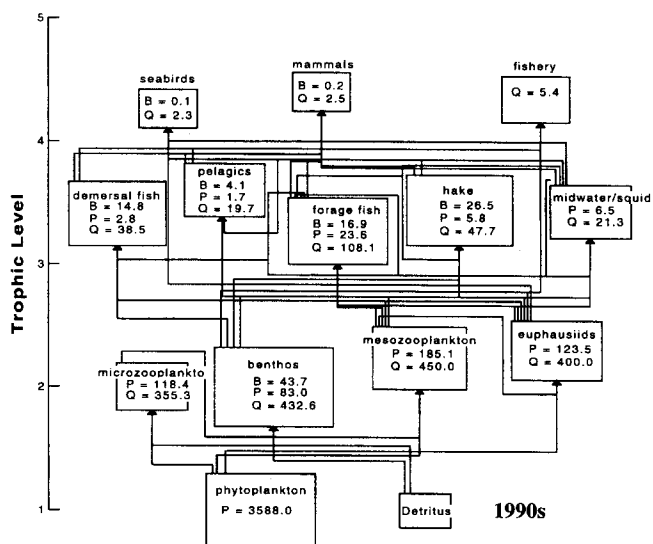 5
4
3
2
1
Trophic Level
seabirds
B = 0.1
Q = 2.3
mammals
B = 0.2
Q = 2.5
fishery
Q = 5.4
demersal fish
B = 14.8
P = 2.8
Q = 38.5
pelagics
B = 4.1
P = 1.7
Q = 19.7
forage fish
B = 16.9
P = 23.6
Q = 108.1
hake
B = 26.5
P = 5.8
Q = 47.7
midwater/squid
P = 6.5
Q = 21.3
microzooplankto
P = 118.4
Q = 355.3
benthos
B = 43.7
P = 83.0
Q = 432.6
mesozooplankton
P = 185.1
Q = 450.0
euphausiids
P = 123.5
Q = 400.0
phytoplankton
P = 3588.0
Detritus
1990s